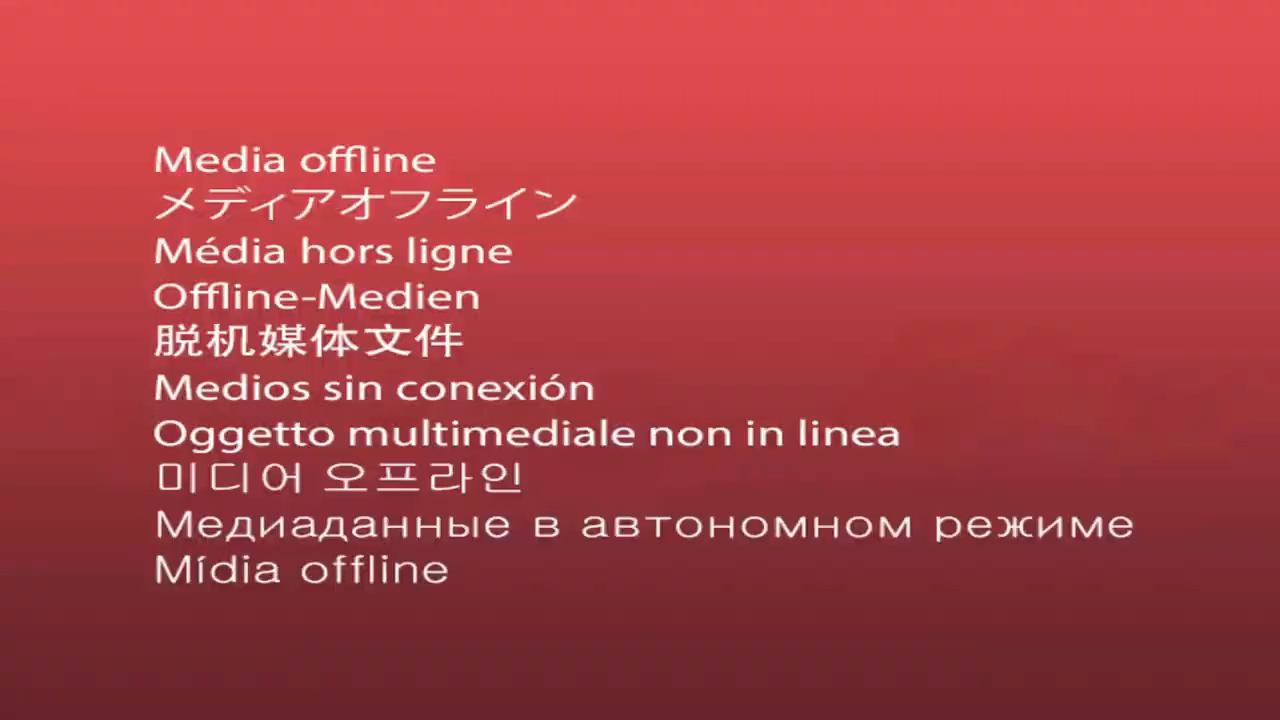 Media offline
メディアオフライン
Média hors ligne
Offline-Medien
脱机媒体文件
Medios sin conexión
Oggetto multimediale non in linea
미디어 오프라인
Медиаданные в автономном режиме
Mídia offline